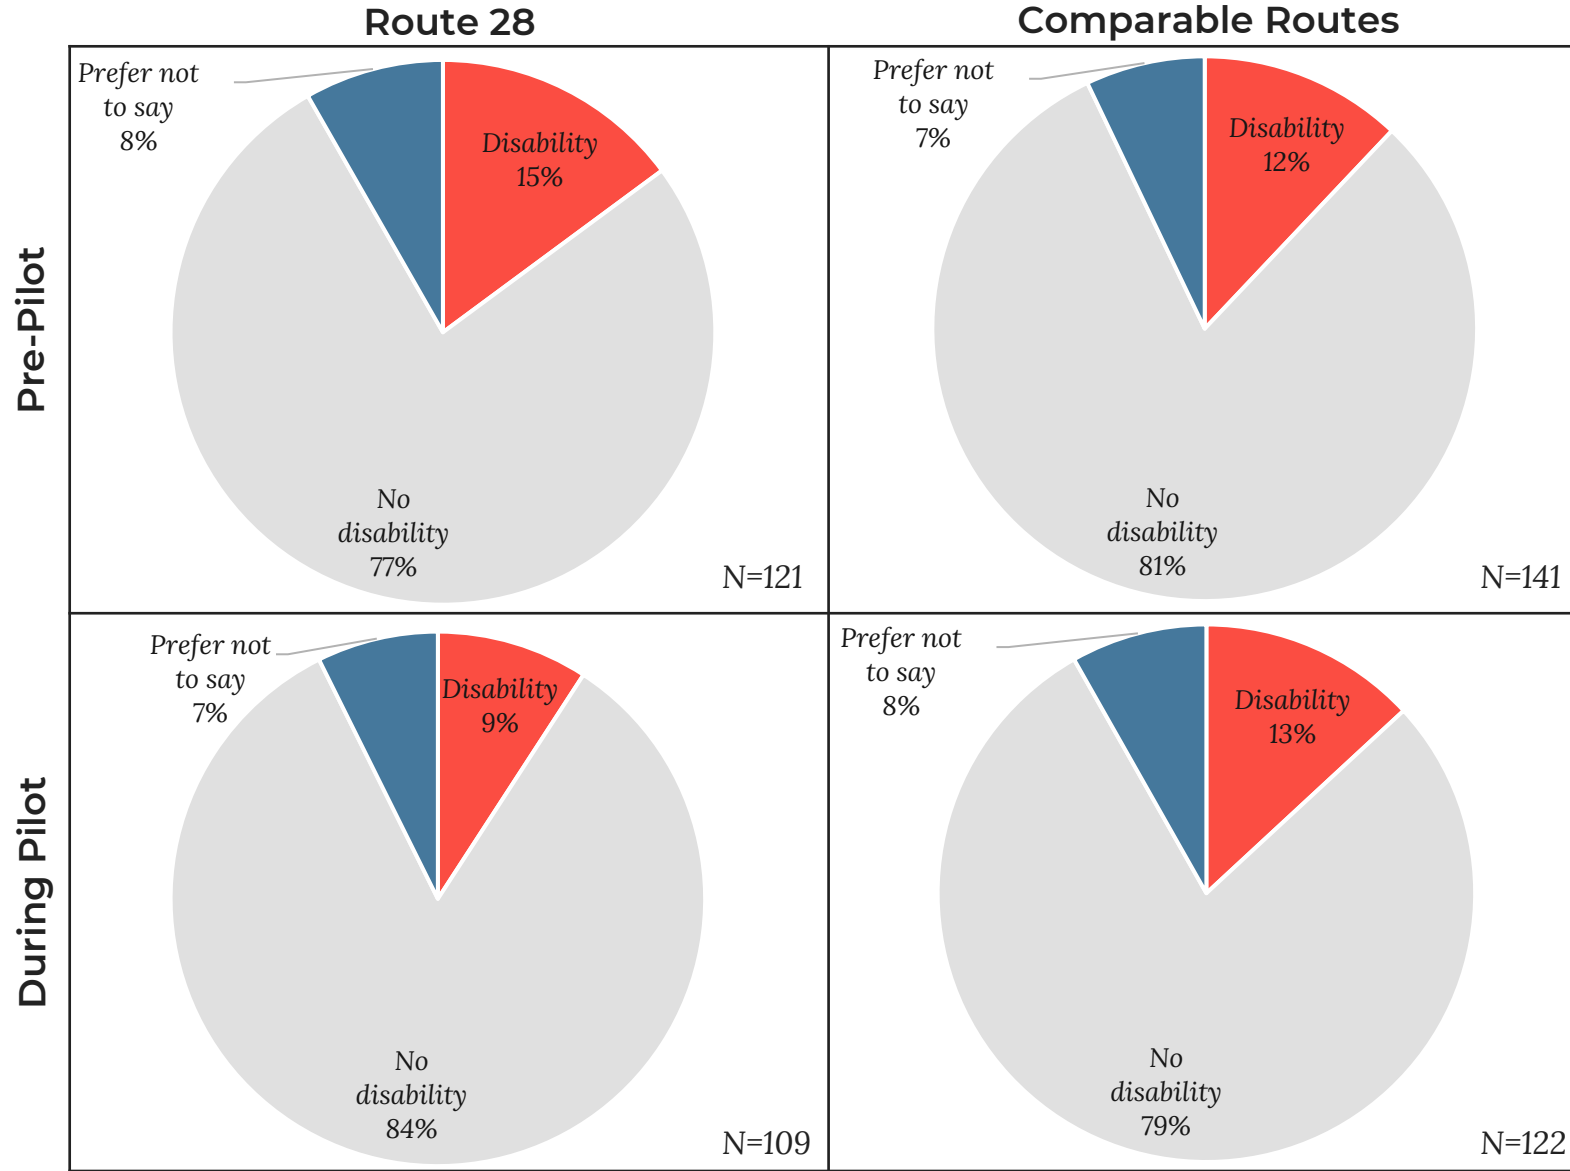 Route 28
Comparable Routes
Pre-Pilot
Prefer not
to say
8%
Disability
15%
No
disability
77%
N=121
Prefer not
to say
7%
Disability
12%
No
disability
81%
N=141
During Pilot
Prefer not
to say
7%
Disability
9%
No
disability
84%
N=109
Prefer not
to say
8%
Disability
13%
No
disability
79%
N=122